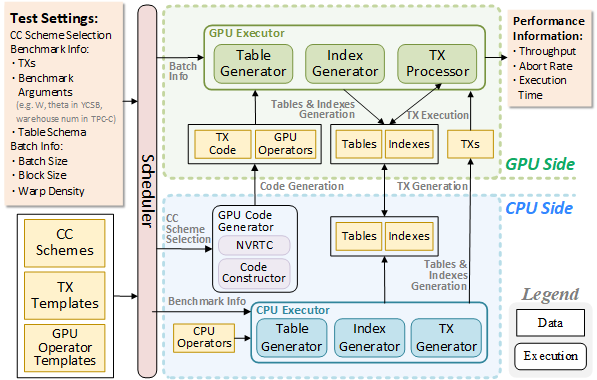 Test Settings:
CC Scheme Selection
Benchmark Info:
• TXs
• Benchmark
Arguments
(e.g. W, theta in YCSB,
warehouse num in TPC-C)
• Table Schema
Batch Info:
• Batch Size
• Block Size
• Warp Density
CC
Schemes
TX
Templates
GPU
Operator
Templates
Scheduler
GPU Executor
Table
Generator
Index
Generator
TX
Processor
Batch
Info
Tables & Indexes
Generation
TX Execution
TX
Code
GPU
Operators
Tables
Indexes
TXs
GPU Side
Code Generation
TX Generation
CPU Side
CC
Scheme
Selection
GPU Code
Generator
NVRTC
Code
Constructor
Tables
Indexes
Tables &
Indexes
Generation
Benchmark Info
CPU Executor
CPU
Operators
Table
Generator
Index
Generator
TX
Generator
Performance
Information:
• Throughput
• Abort Rate
• Execution
Time
Legend
Data
Execution